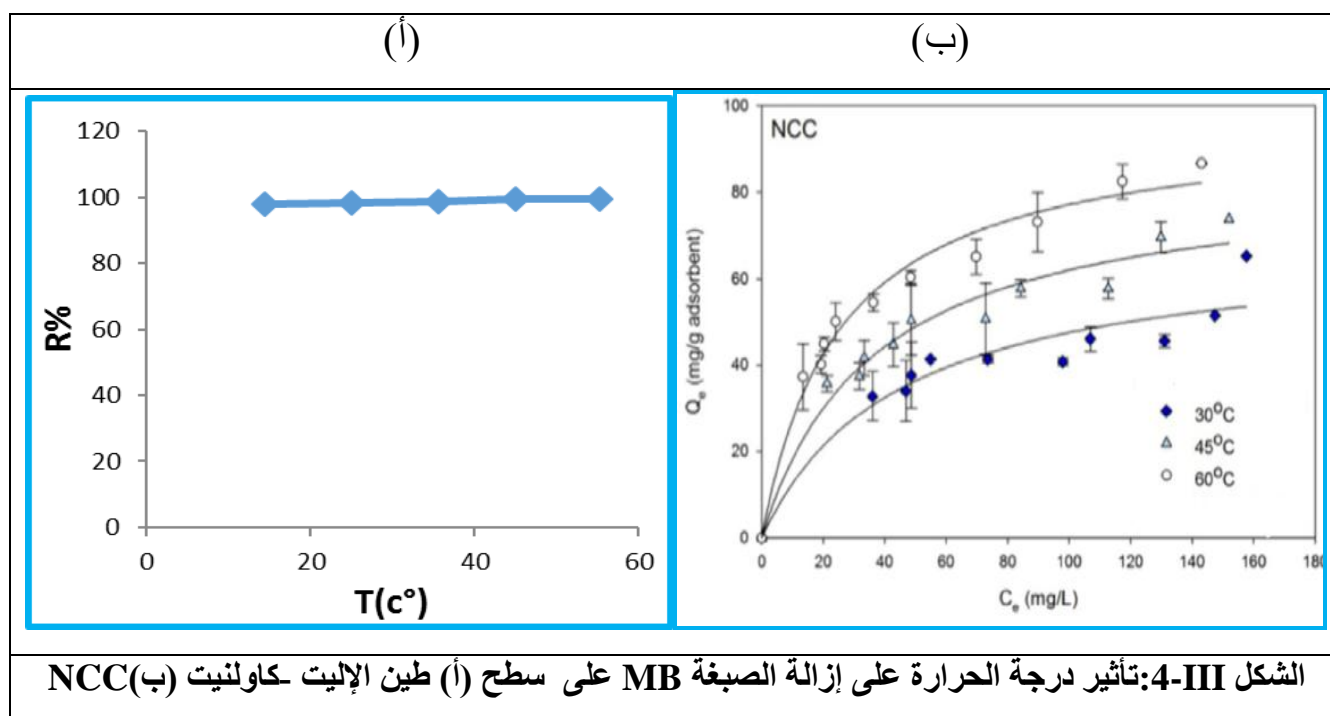 (أ)
(ب)
120
100
80
60
40
20
0
R%
0
20
40
60
T(c°)
NCC
100
80
60
40
20
0
Qe (mg/g adsorbent)
30°C
45°C
60°C
0
20
40
60
80
100
120
140
160
180
Ce (mg/L)
الشكل 4-III:تأثير درجة الحرارة على إزالة الصبغة MB على سطح (أ) طين الإليت -كاولنيت (ب)NCC